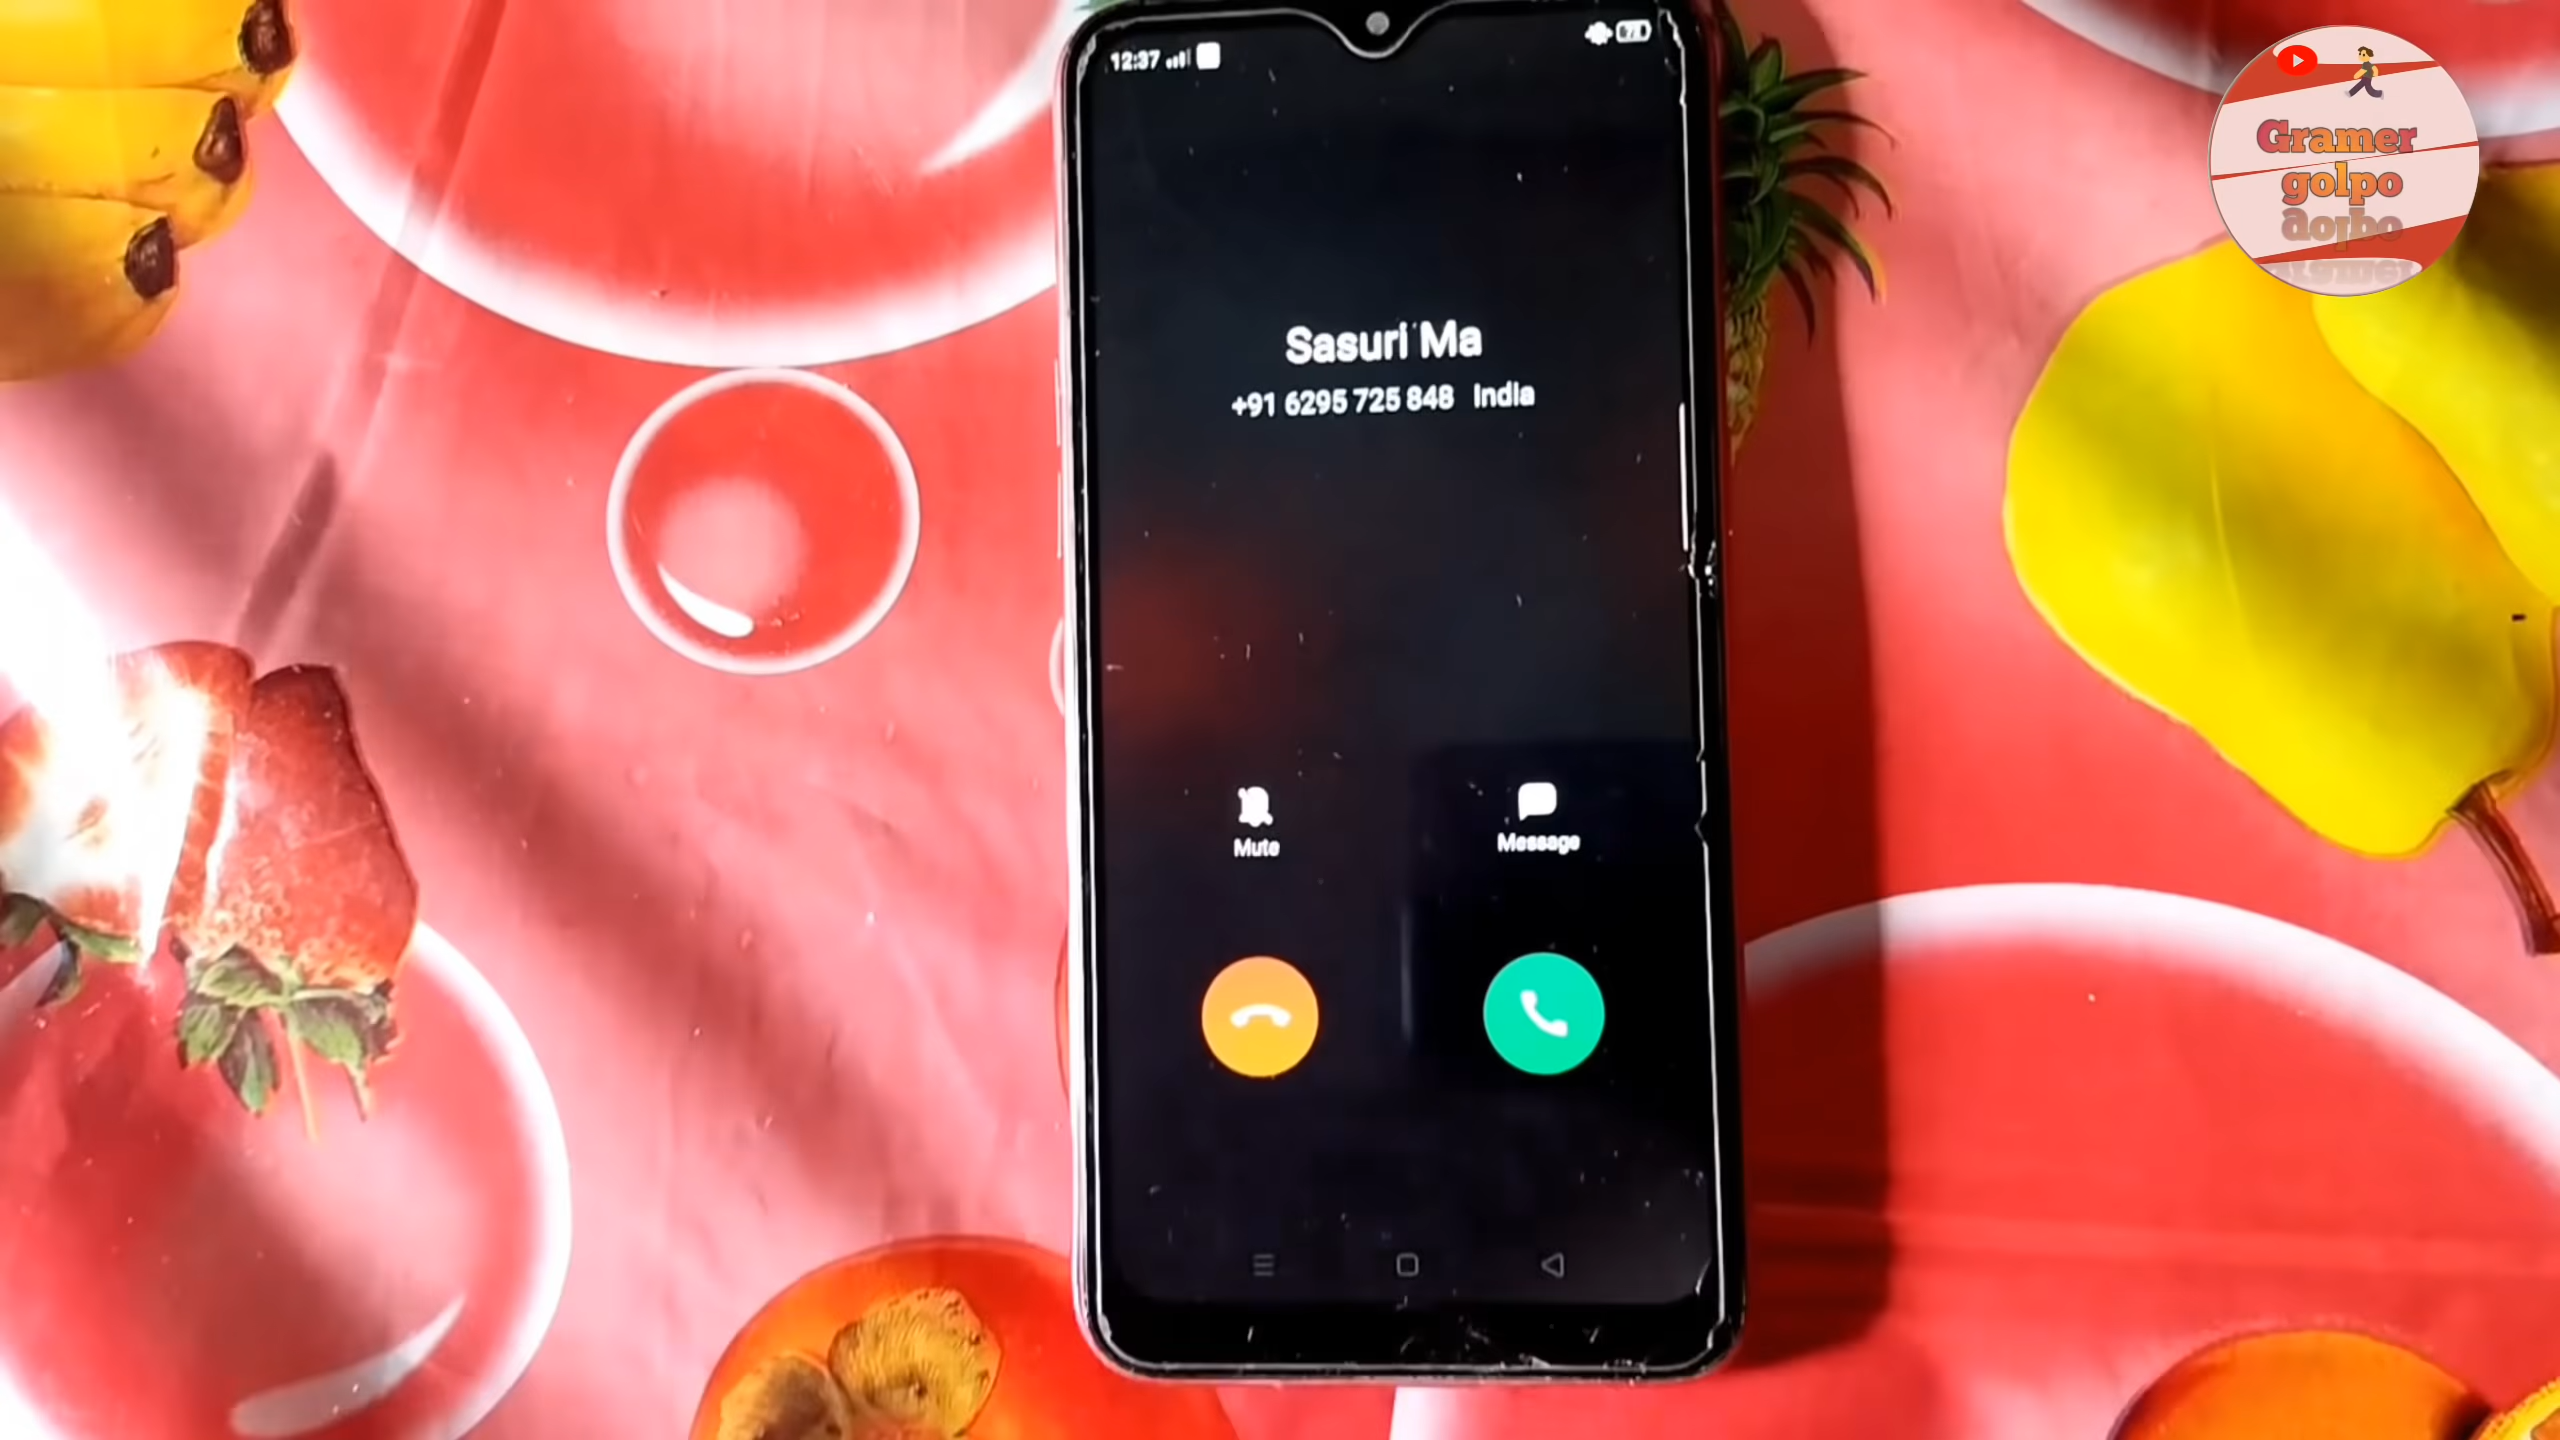 12:37
Sasuri Ma
+91 6295 725 848 India
Mute
Message
Gramer
golpo